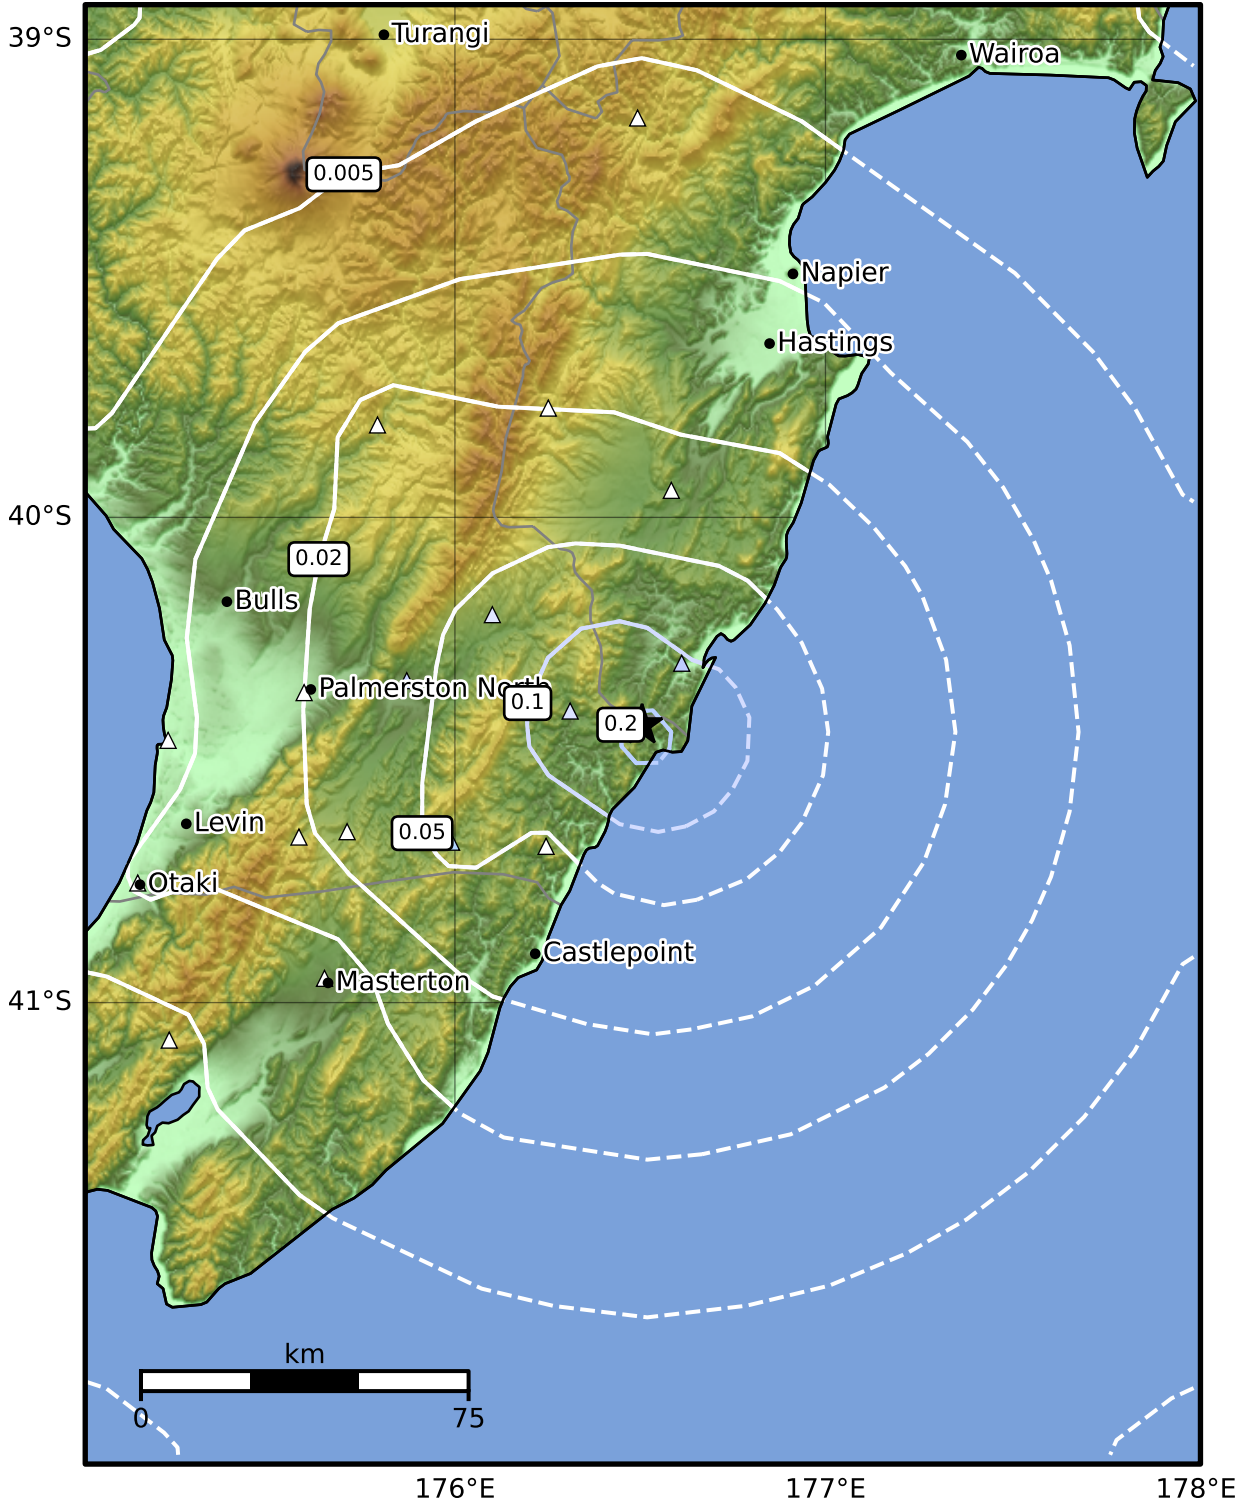 39°S
Turangi
Wairoa
0.005
Napier
Hastings
40°S
0.02
Bulls
Palmerston North
0.1
0.2
Levin
0.05
Otaki
Castlepoint
Masterton
41°S
km
0
75
176°E
177°E
178°E